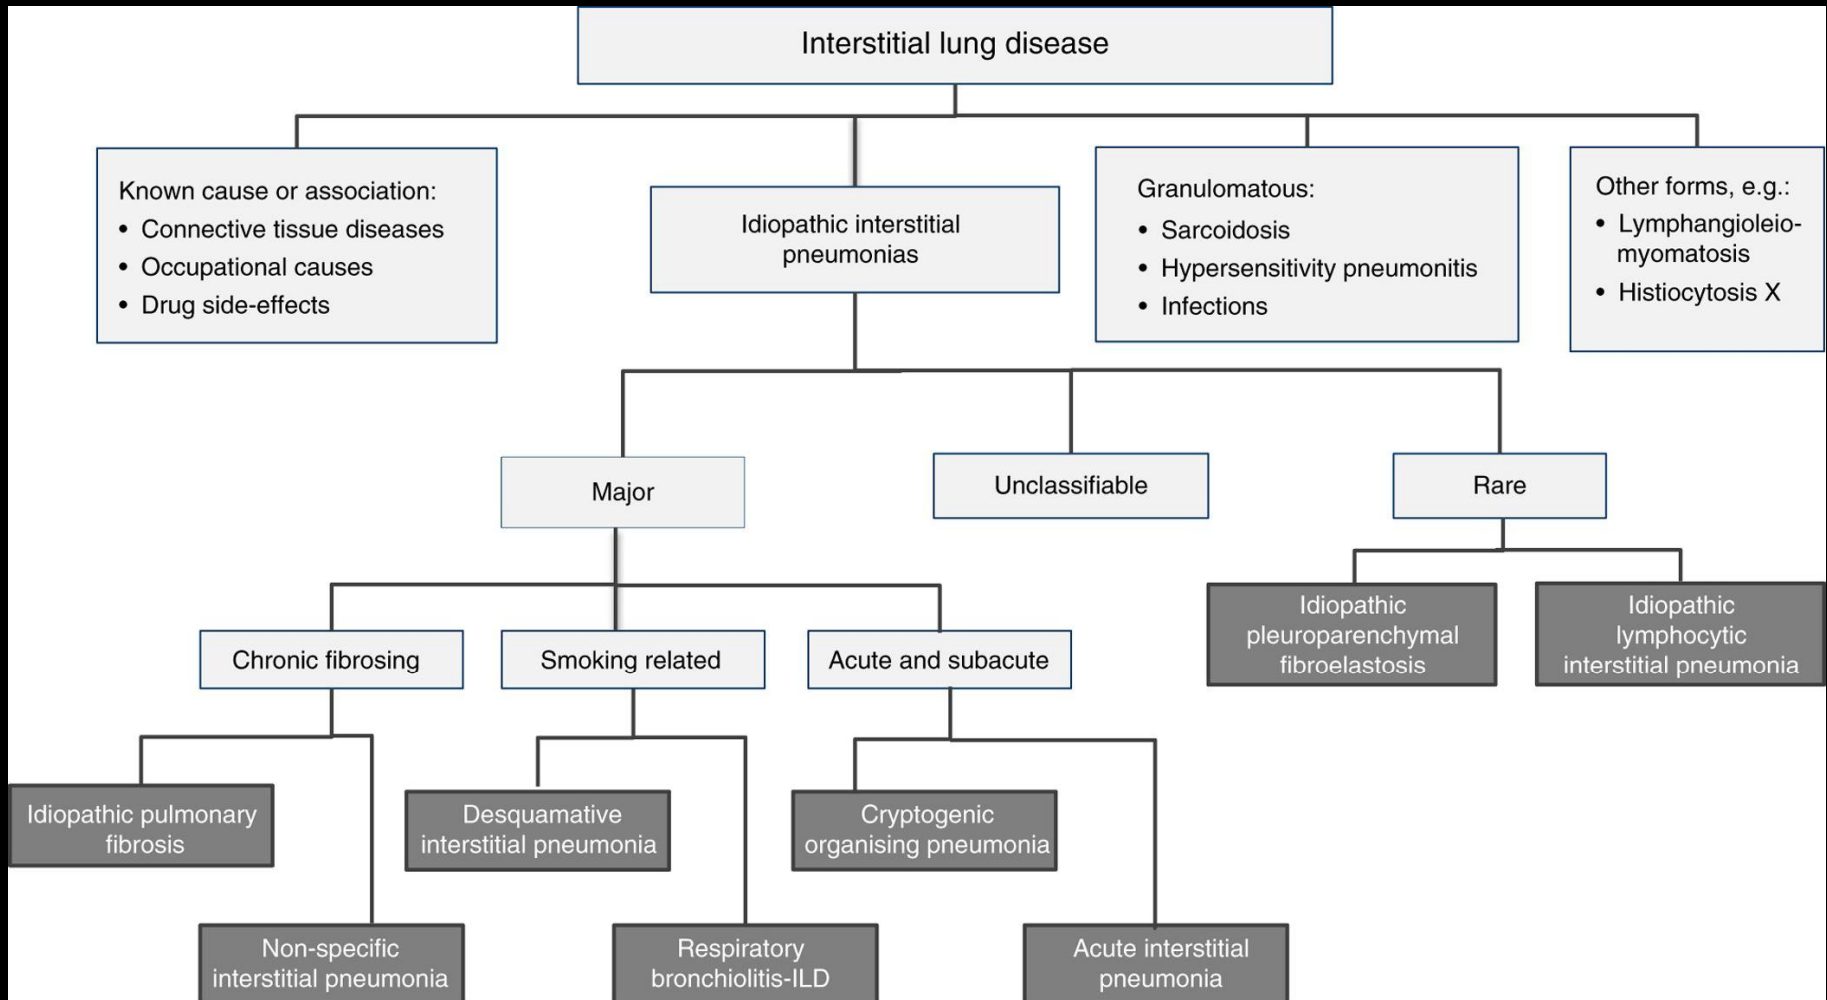 Interstitial lung disease
Known cause or association:
• Connective tissue diseases
• Occupational causes
• Drug side-effects
Idiopathic interstitial
pneumonias
Granulomatous:
• Sarcoidosis
• Hypersensitivity pneumonitis
• Infections
Other forms, e.g.:
• Lymphangioleio-
myomatosis
• Histiocytosis X
Major
Unclassifiable
Rare
Chronic fibrosing
Smoking related
Acute and subacute
Idiopathic
pleuroparenchymal
fibroelastosis
Idiopathic
lymphocytic
interstitial pneumonia
Idiopathic pulmonary
fibrosis
Desquamative
interstitial pneumonia
Cryptogenic
organising pneumonia
Non-specific
interstitial pneumonia
Respiratory
bronchiolitis-ILD
Acute interstitial
pneumonia